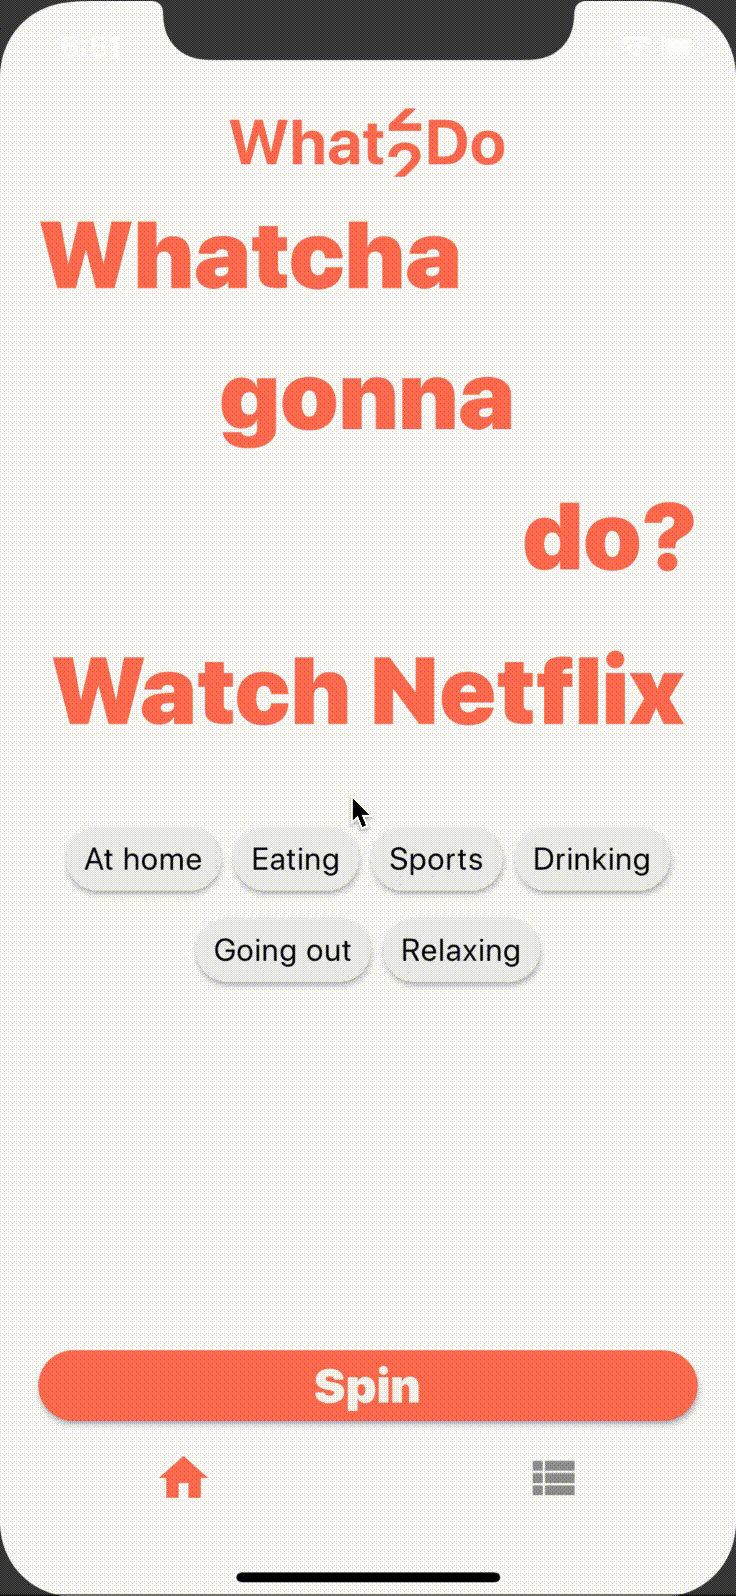 What2Do
Whatcha
gonna
do?
Watch Netflix
At home Eating Sports Drinking
Going out Relaxing
Spin